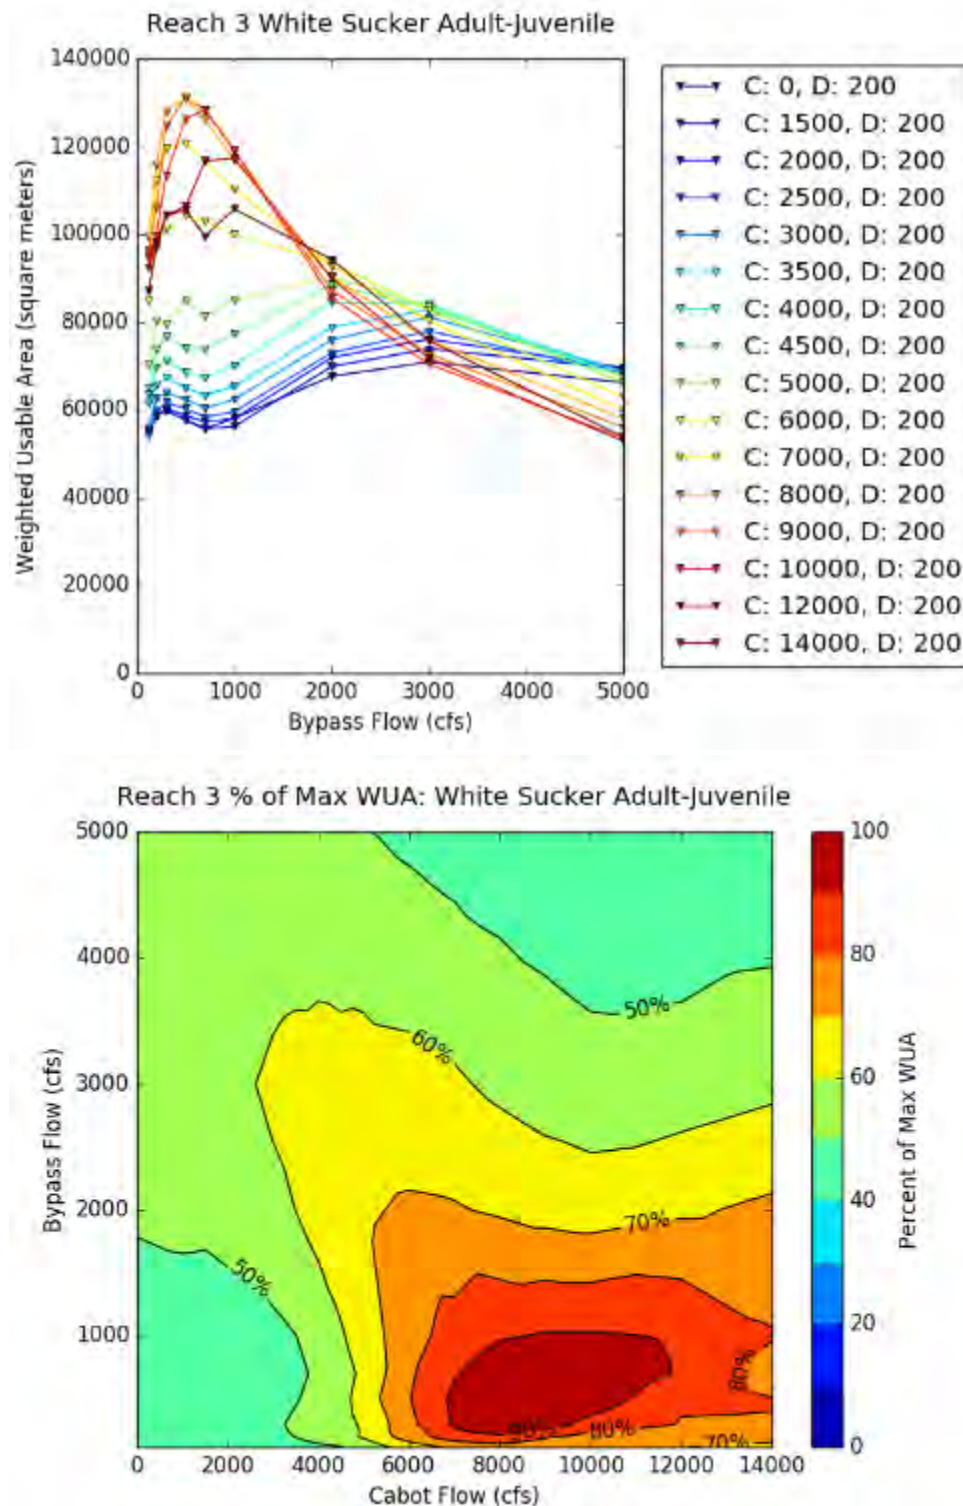 Reach 3 White Sucker Adult-Juvenile
140000
120000
100000
80000
60000
40000
20000
0
Weighted Usable Area (square meters)
0 1000 2000 3000 4000 5000
Bypass Flow (cfs)
C: 0, D: 200
C: 1500, D: 200
C: 2000, D: 200
C: 2500, D: 200
C: 3000, D: 200
C: 3500, D: 200
C: 4000, D: 200
C: 4500, D: 200
C: 5000, D: 200
C: 6000, D: 200
C: 7000, D: 200
C: 8000, D: 200
C: 9000, D: 200
C: 10000, D: 200
C: 12000, D: 200
C: 14000, D: 200
Reach 3 % of Max WUA: White Sucker Adult-Juvenile
5000
4000
3000
2000
1000
Bypass Flow (cfs)
50%
60%
70%
50%
80%
90%
80%
70%
0 2000 4000 6000 8000 10000 12000 14000
Cabot Flow (cfs)
100
80
60
40
20
0
Percent of Max WUA